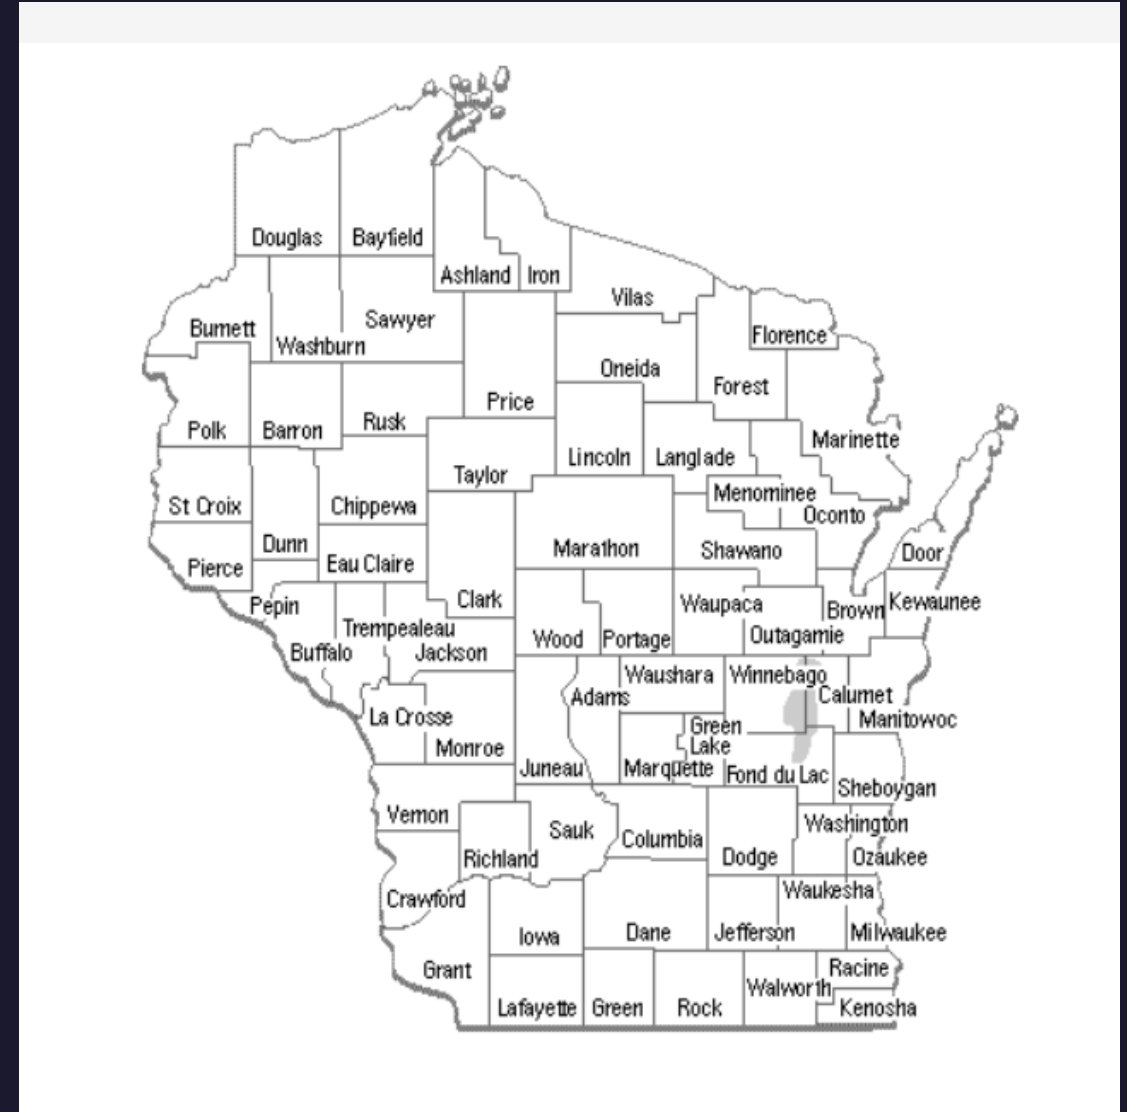 Douglas
Bayfield
Ashland
Iron
Vilas
Burnett
Washburn
Sawyer
Florence
Oneida
Forest
Price
Polk
Barron
Rusk
Marinette
Lincoln
Langlade
Taylor
Menominee
St Croix
Chippewa
Oconto
Dunn
Eau Claire
Marathon
Shawano
Door
Pierce
Pepin
Clark
Waupaca
Brown
Kewaunee
Trempealeau
Wood
Portage
Outagamie
Buffalo
Jackson
Waushara
Winnebago
Adams
Calumet
La Crosse
Green
Lake
Manitowoc
Monroe
Juneau
Marquette
Fond du Lac
Sheboygan
Vernon
Sauk
Columbia
Washington
Richland
Dodge
Ozaukee
Crawford
Waukesha
Iowa
Dane
Jefferson
Milwaukee
Grant
Racine
Walworth
Lafayette
Green
Rock
Kenosha